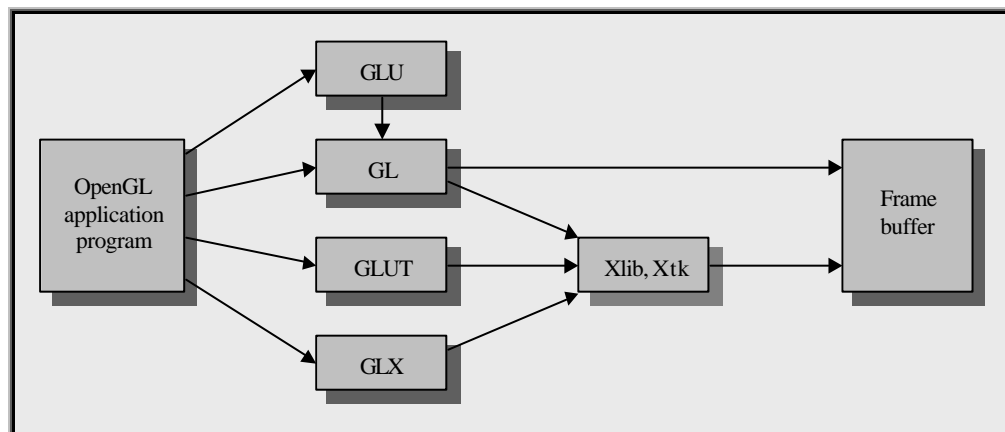 GLU
OpenGL
application
program
GL
GLUT
GLX
Xlib, Xtk
Frame
buffer